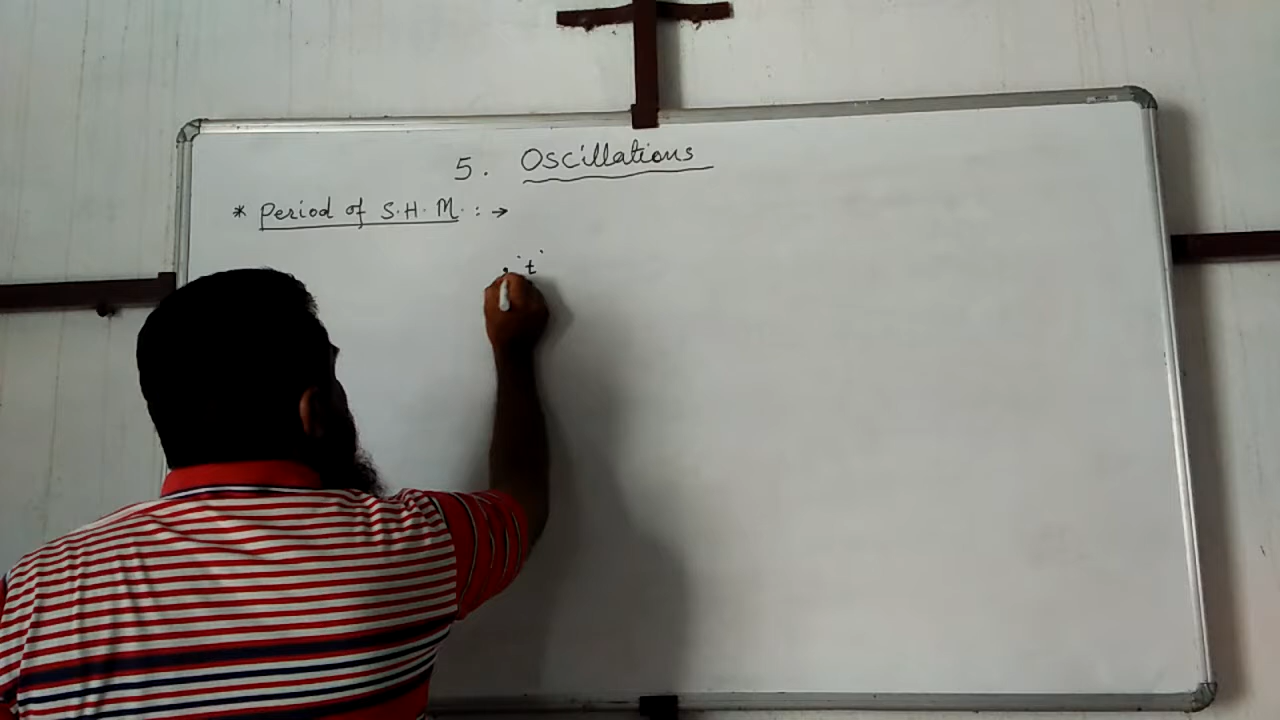 5. Oscillations
* Period of S.H.M. : →
't'